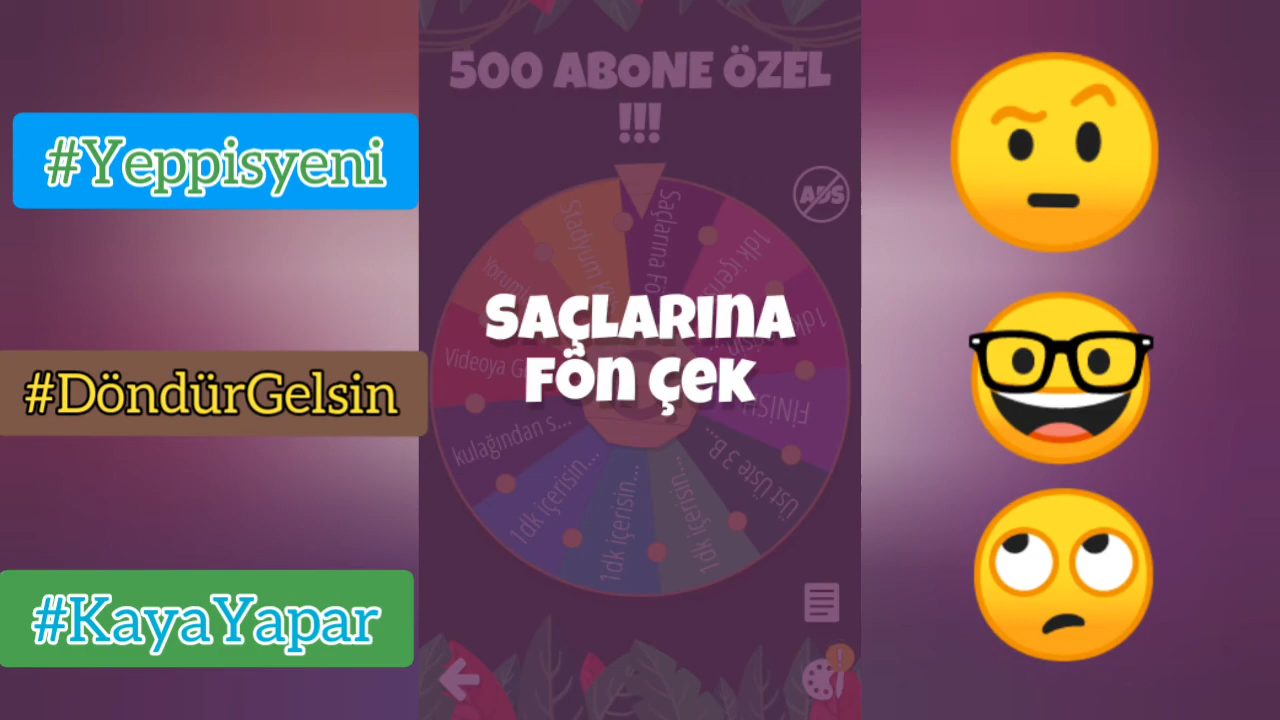 500 ABONE ÖZEL
!!!
#Yeppisyeni
ADS
Saçlarına Fö
1dk içerisin
Stadyum
Videoya G
SAÇLARINA
FÖN ÇEK
#DöndürGelsin
FİNİSH
Üst Üste 3 B...
kulağından s...
1dk içerisin...
1dk içerisin...
1dk içerisin...
#KayaYapar